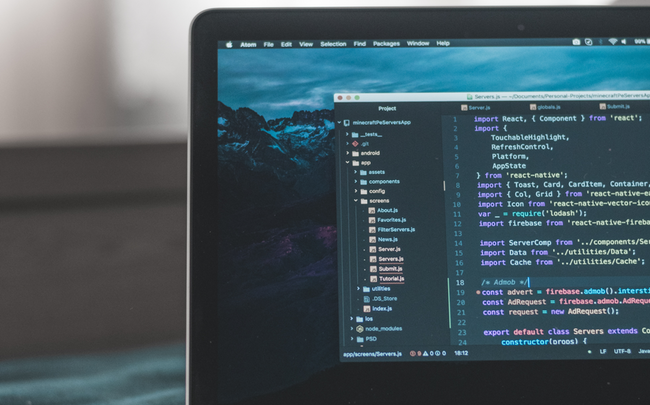 Atom File Edit View Selection Find Packages Window Help 99%
Servers.js — ~/Documents/Personal-Projects/minecraftPeServersApp
Project
Server.js globals.js Submit.js
minecraftPeServersApp
__tests__
.git
android
app
assets
components
config
screens
About.js
Favorites.js
FilterServers.js
News.js
Server.js
Servers.js
Submit.js
Tutorial.js
utilities
.DS_Store
index.js
ios
node_modules
PSD
1 import React, { Component } from 'react';
2 import {
3 TouchableHighlight,
4 RefreshControl,
5 Platform,
6 AppState
7 } from 'react-native';
8 import { Toast, Card, CardItem, Container,
9 import { Col, Grid } from 'react-native-easy
10 import Icon from 'react-native-vector-icon
11 var _ = require('lodash');
12 import firebase from 'react-native-fireba
13
14 import ServerComp from '../components/Se
15 import Data from '../utilities/Data';
16 import Cache from '../utilities/Cache';
17
18 /* Admob */
19 const advert = firebase.admob().intersti
20 const AdRequest = firebase.admob.AdReque
21 const request = new AdRequest();
22
23 export default class Servers extends Co
24 constructor(props) {
app/screens/Servers.js 9 0 0 18:12 LF UTF-8 Java